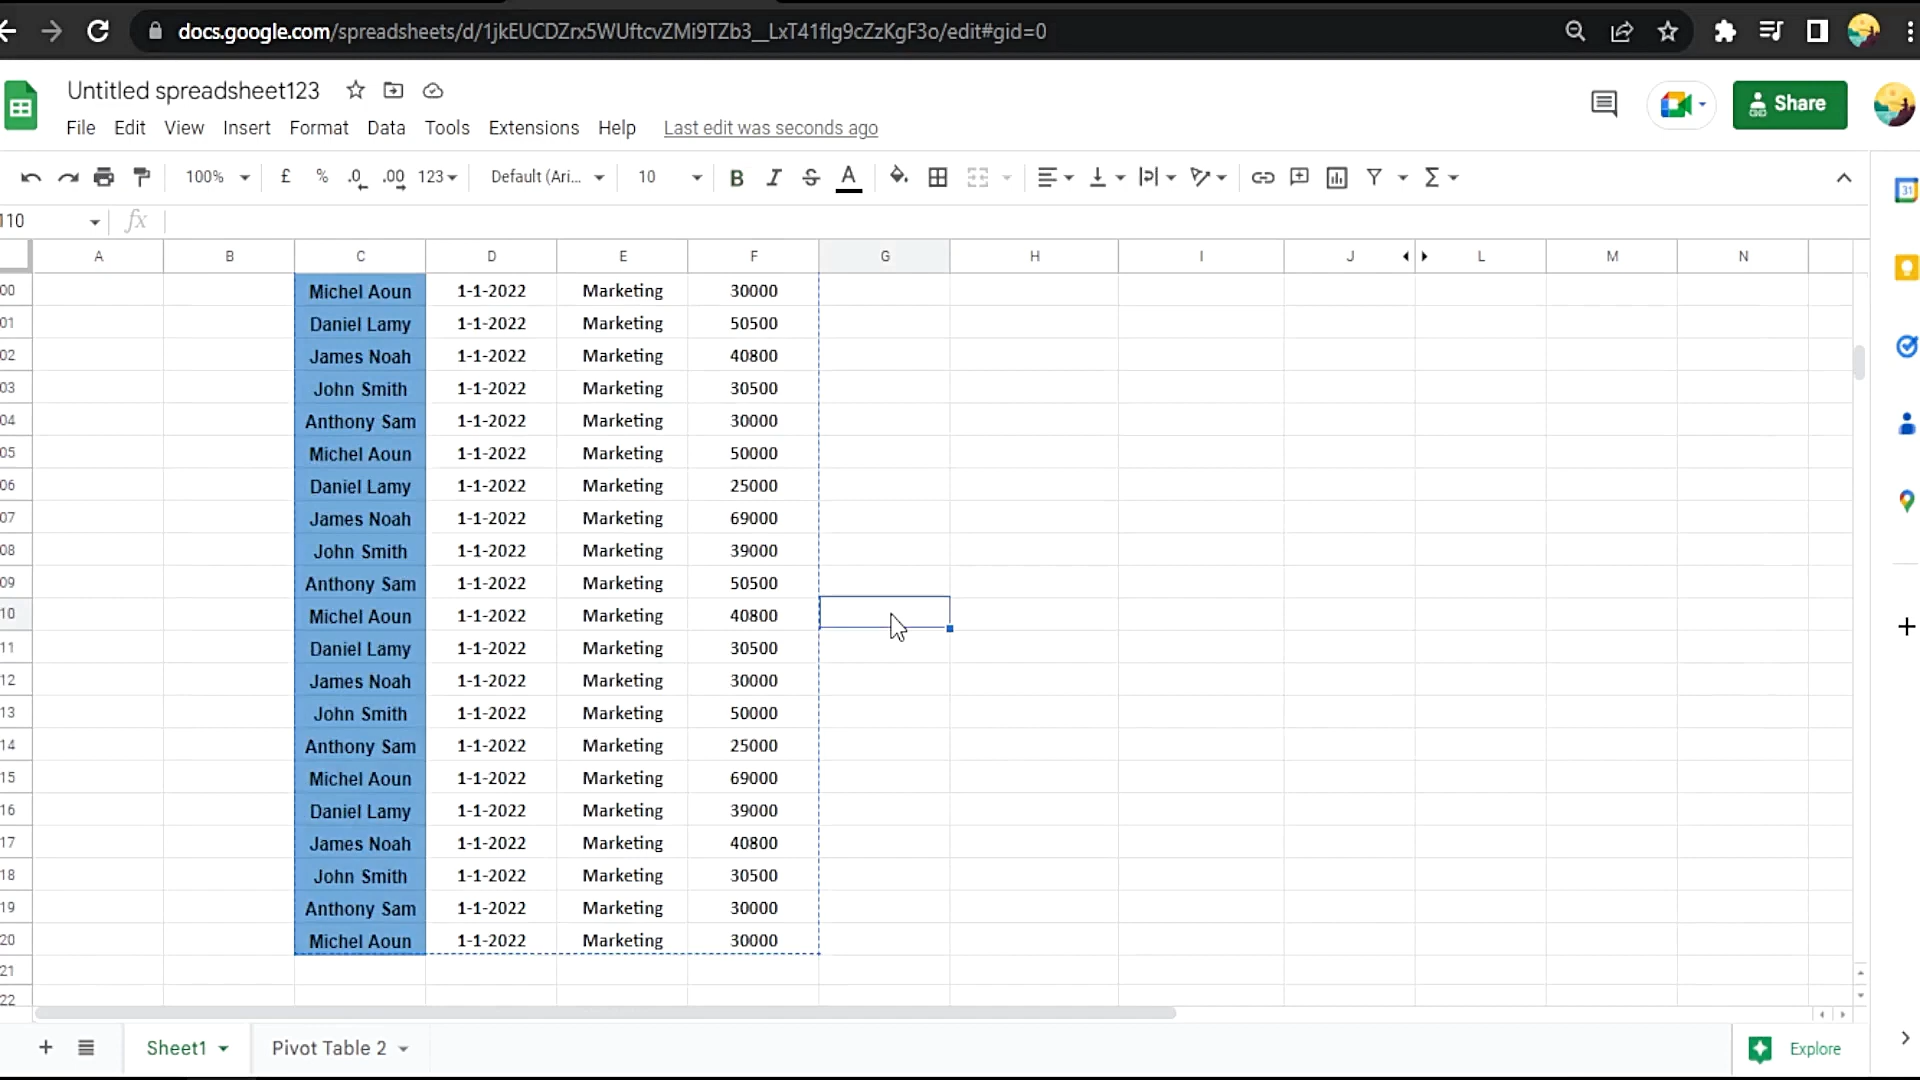 docs.google.com/spreadsheets/d/1jkEUCDZrx5WUftcvZMi9TZb3__LxT41flg9cZzKgF3o/edit#gid=0
Untitled spreadsheet123
File Edit View Insert Format Data Tools Extensions Help Last edit was seconds ago
Share
100% £ % .0 .00 123 Default (Ari... 10 B I S A Σ
110 fx
A B C D E F G H I J L M N
00 Michel Aoun 1-1-2022 Marketing 30000
01 Daniel Lamy 1-1-2022 Marketing 50500
02 James Noah 1-1-2022 Marketing 40800
03 John Smith 1-1-2022 Marketing 30500
04 Anthony Sam 1-1-2022 Marketing 30000
05 Michel Aoun 1-1-2022 Marketing 50000
06 Daniel Lamy 1-1-2022 Marketing 25000
07 James Noah 1-1-2022 Marketing 69000
08 John Smith 1-1-2022 Marketing 39000
09 Anthony Sam 1-1-2022 Marketing 50500
10 Michel Aoun 1-1-2022 Marketing 40800
11 Daniel Lamy 1-1-2022 Marketing 30500
12 James Noah 1-1-2022 Marketing 30000
13 John Smith 1-1-2022 Marketing 50000
14 Anthony Sam 1-1-2022 Marketing 25000
15 Michel Aoun 1-1-2022 Marketing 69000
16 Daniel Lamy 1-1-2022 Marketing 39000
17 James Noah 1-1-2022 Marketing 40800
18 John Smith 1-1-2022 Marketing 30500
19 Anthony Sam 1-1-2022 Marketing 30000
20 Michel Aoun 1-1-2022 Marketing 30000
21
22
Sheet1 Pivot Table 2 Explore
31